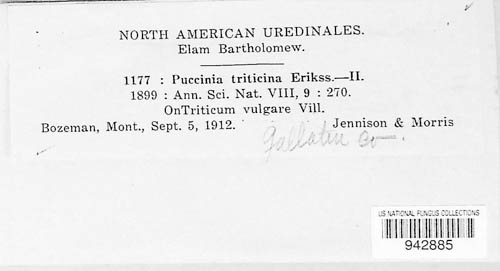 NORTH AMERICAN UREDINALES.
Elam Bartholomew.
1177 : Puccinia triticina Erikss.—II.
1899 : Ann. Sci. Nat. VIII, 9 : 270.
OnTriticum vulgare Vill.
Bozeman, Mont., Sept. 5, 1912. Jennison & Morris
Gallatin Co.
US NATIONAL FUNGUS COLLECTIONS
942885